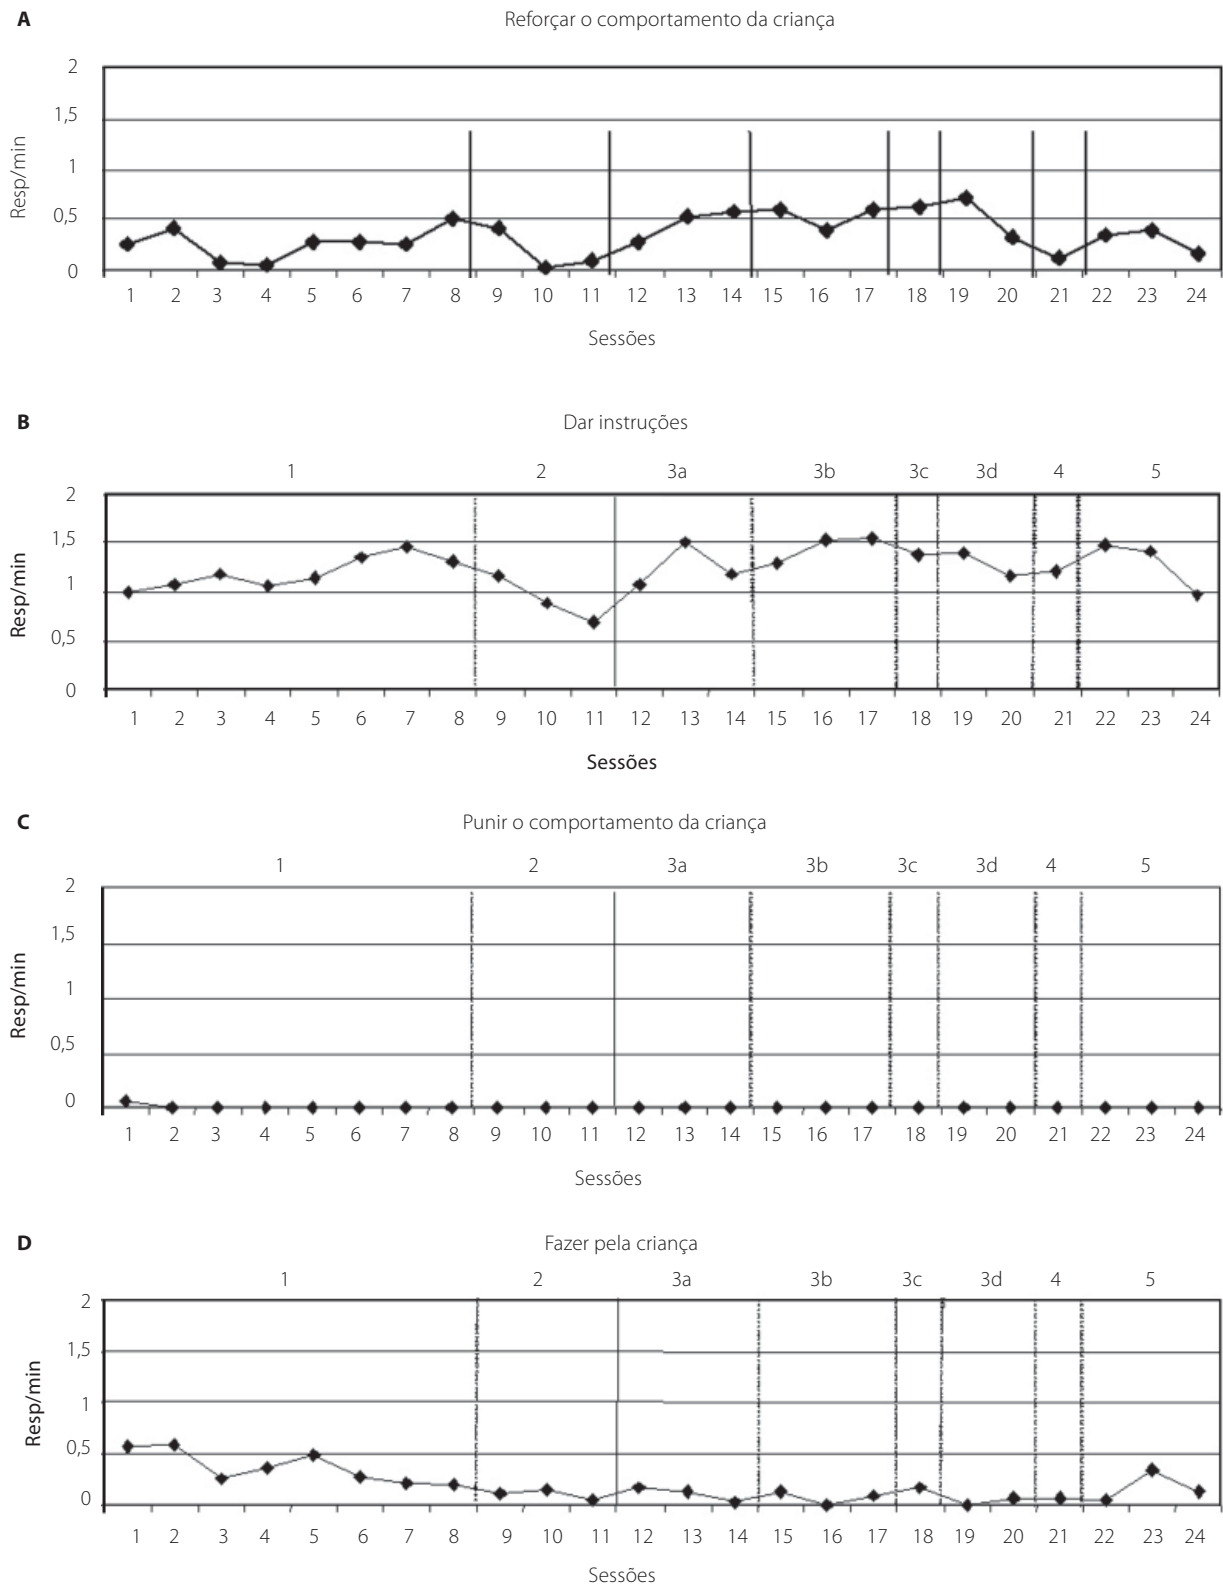 A Reforçar o comportamento da criança
2
1,5
1
0,5
0
Resp/min
1 2 3 4 5 6 7 8 9 10 11 12 13 14 15 16 17 18 19 20 21 22 23 24
Sessões
B Dar instruções
1 2 3a 3b 3c 3d 4 5
2
1,5
1
0,5
0
Resp/min
1 2 3 4 5 6 7 8 9 10 11 12 13 14 15 16 17 18 19 20 21 22 23 24
Sessões
C Punir o comportamento da criança
1 2 3a 3b 3c 3d 4 5
2
1,5
1
0,5
0
Resp/min
1 2 3 4 5 6 7 8 9 10 11 12 13 14 15 16 17 18 19 20 21 22 23 24
Sessões
D Fazer pela criança
1 2 3a 3b 3c 3d 4 5
2
1,5
1
0,5
0
Resp/min
1 2 3 4 5 6 7 8 9 10 11 12 13 14 15 16 17 18 19 20 21 22 23 24
Sessões